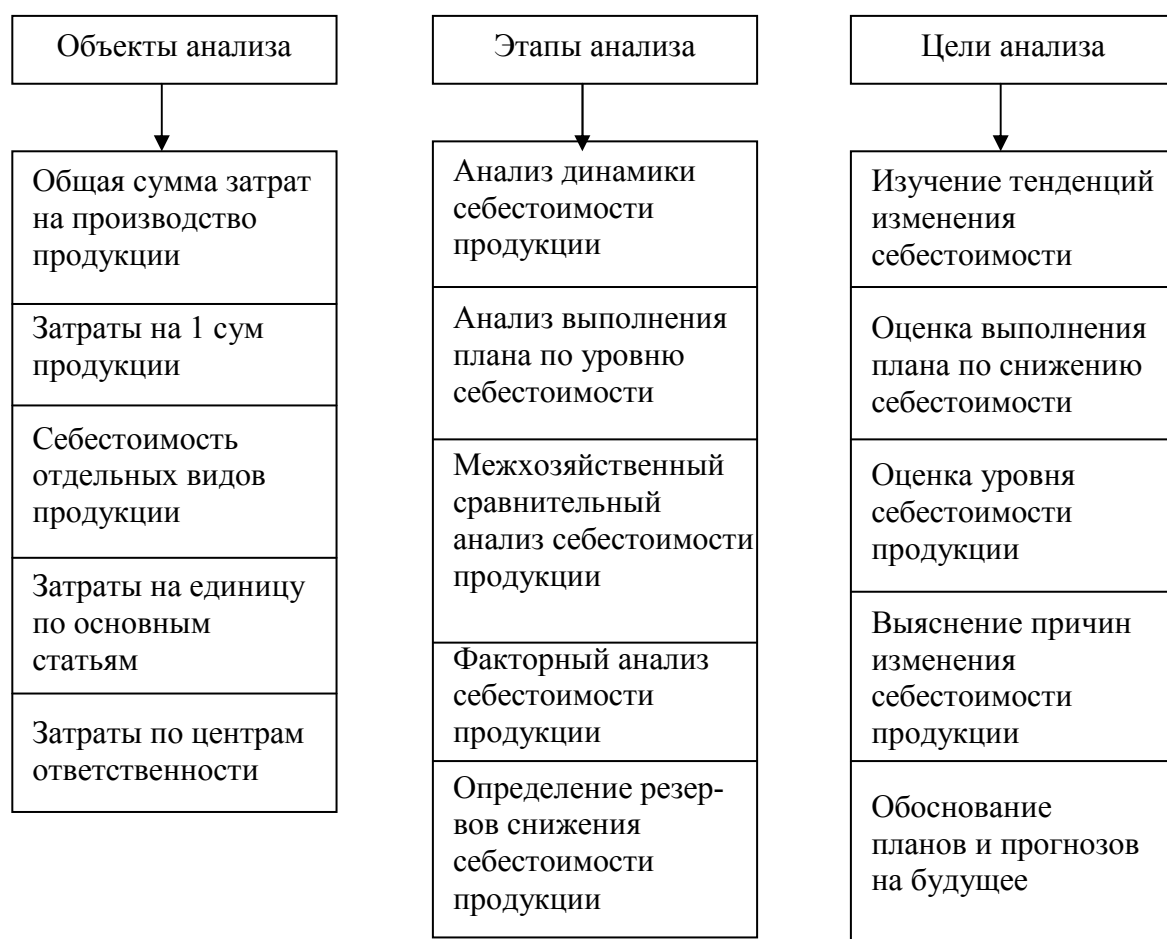 Объекты анализа
Общая сумма затрат
на производство
продукции
Затраты на 1 сум
продукции
Себестоимость
отдельных видов
продукции
Затраты на единицу
по основным
статьям
Затраты по центрам
ответственности
Этапы анализа
Анализ динамики
себестоимости
продукции
Анализ выполнения
плана по уровню
себестоимости
Межхозяйственный
сравнительный
анализ себестоимости
продукции
Факторный анализ
себестоимости
продукции
Определение резер-
вов снижения
себестоимости
продукции
Цели анализа
Изучение тенденций
изменения
себестоимости
Оценка выполнения
плана по снижению
себестоимости
Оценка уровня
себестоимости
продукции
Выяснение причин
изменения
себестоимости
продукции
Обоснование
планов и прогнозов
на будущее